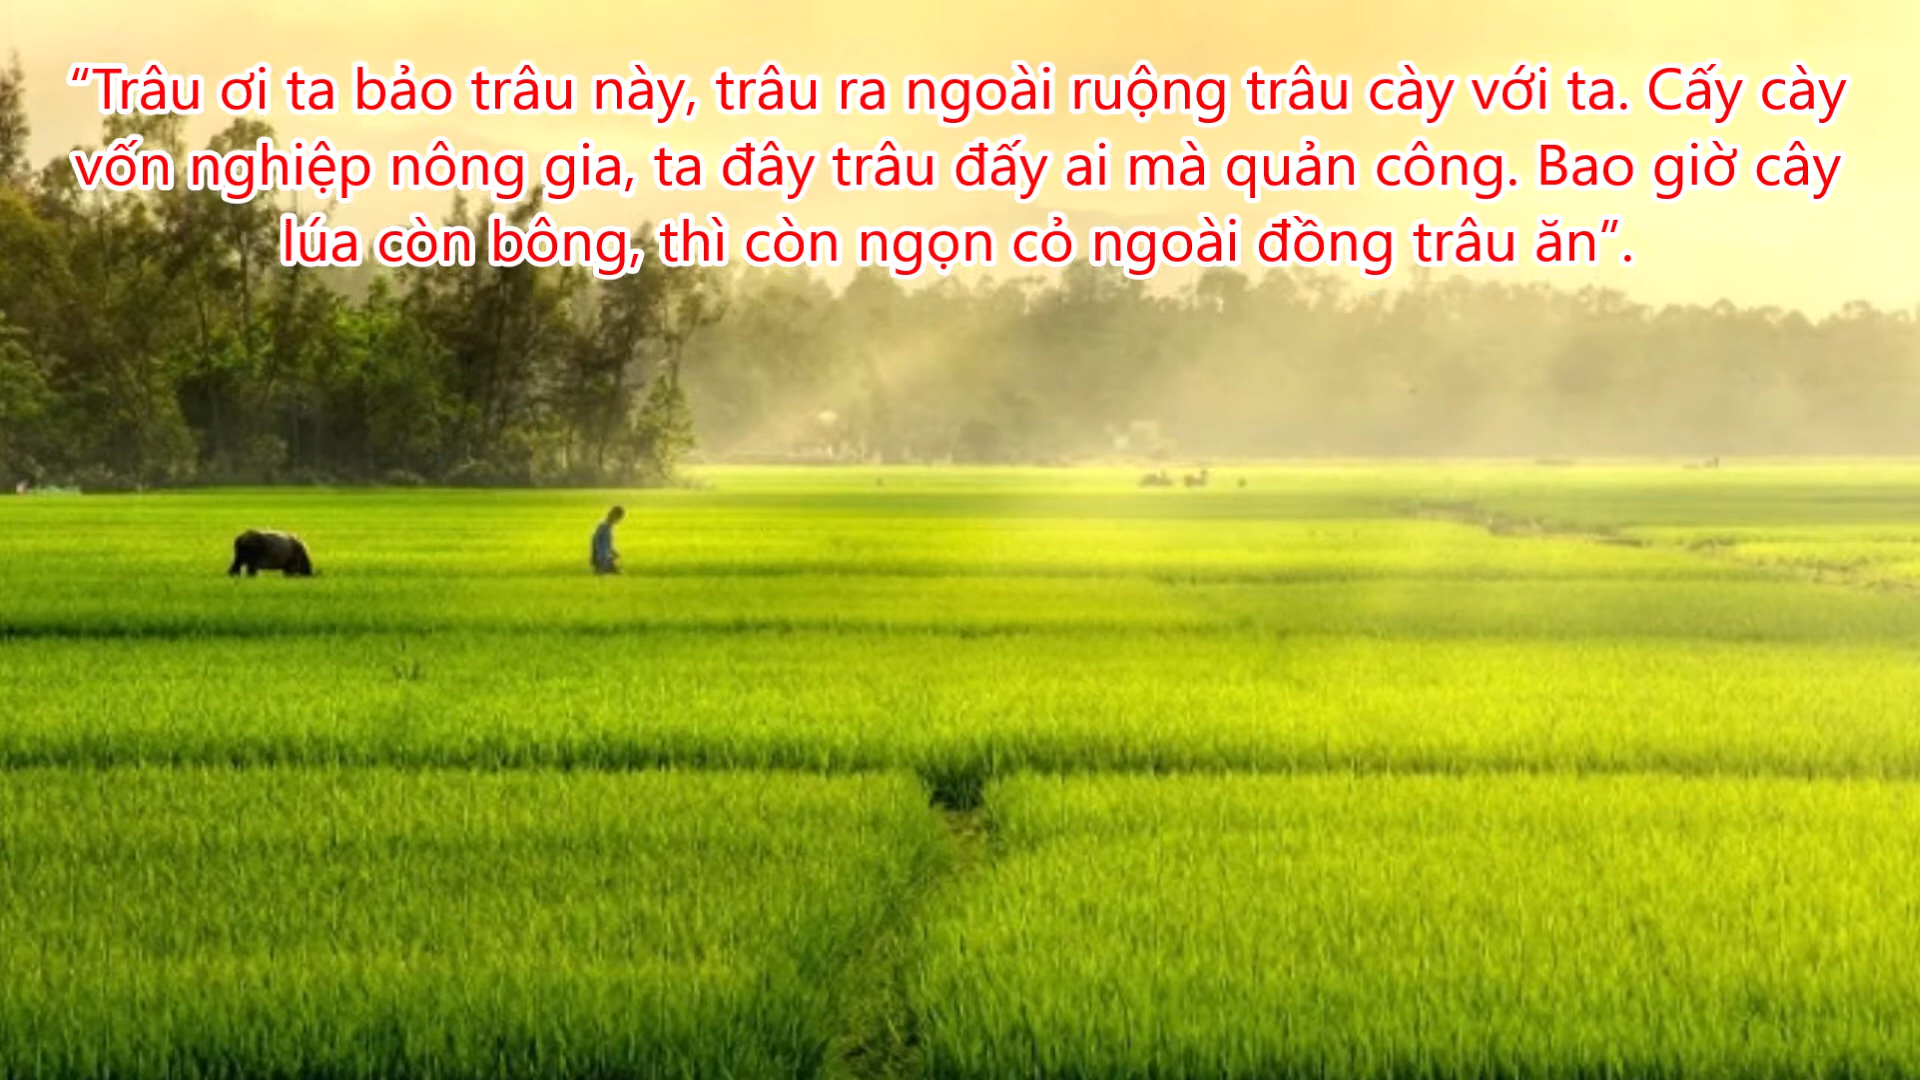 “Trâu ơi ta bảo trâu này, trâu ra ngoài ruộng trâu cày với ta. Cấy cày
vốn nghiệp nông gia, ta đây trâu đấy ai mà quản công. Bao giờ cây
lúa còn bông, thì còn ngọn cỏ ngoài đồng trâu ăn”.